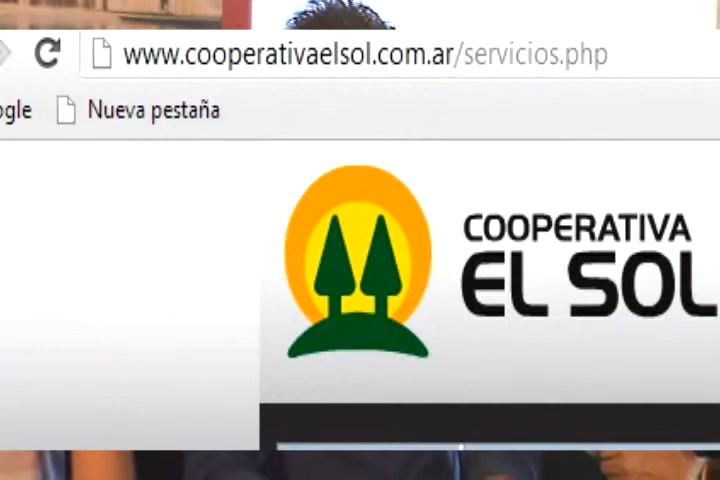 www.cooperativaelsol.com.ar/servicios.php
ogle
Nueva pestaña
COOPERATIVA
EL SOL